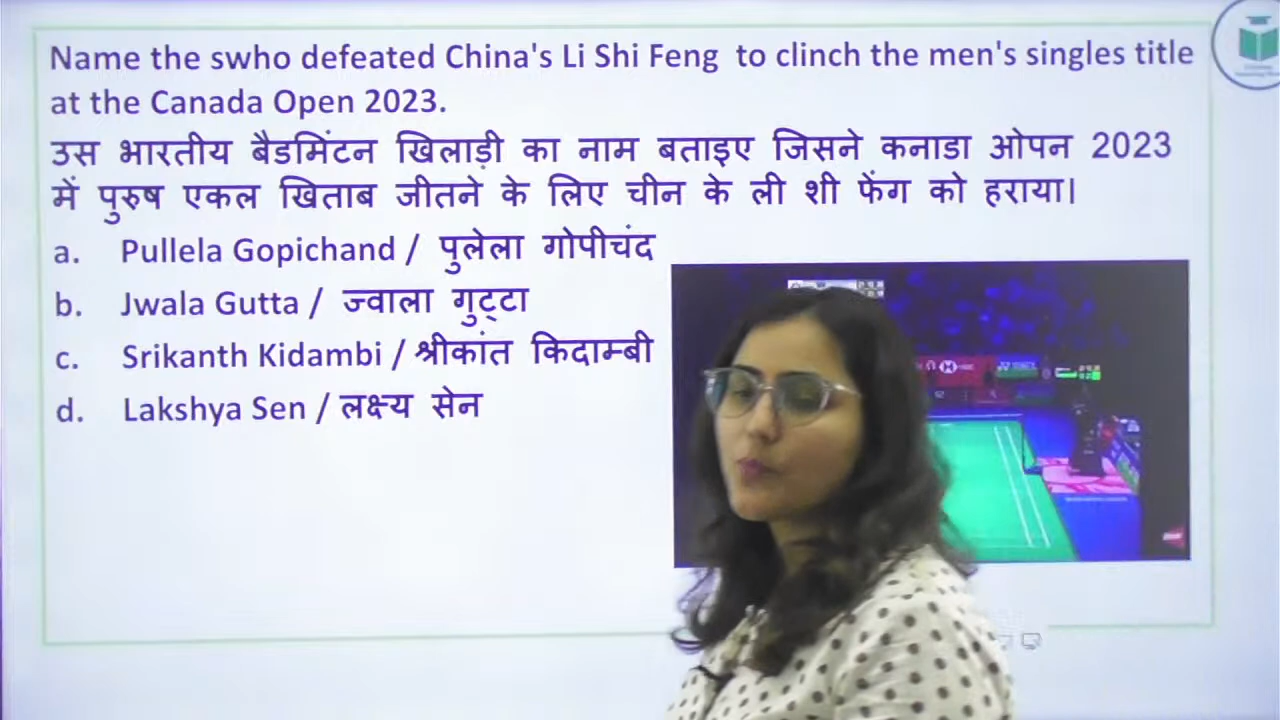 Name the swho defeated China's Li Shi Feng to clinch the men's singles title
at the Canada Open 2023.
उस भारतीय बैडमिंटन खिलाड़ी का नाम बताइए जिसने कनाडा ओपन 2023
में पुरुष एकल खिताब जीतने के लिए चीन के ली शी फेंग को हराया।
a. Pullela Gopichand / पुलेला गोपीचंद
b. Jwala Gutta / ज्वाला गुट्टा
c. Srikanth Kidambi / श्रीकांत किदाम्बी
d. Lakshya Sen / लक्ष्य सेन